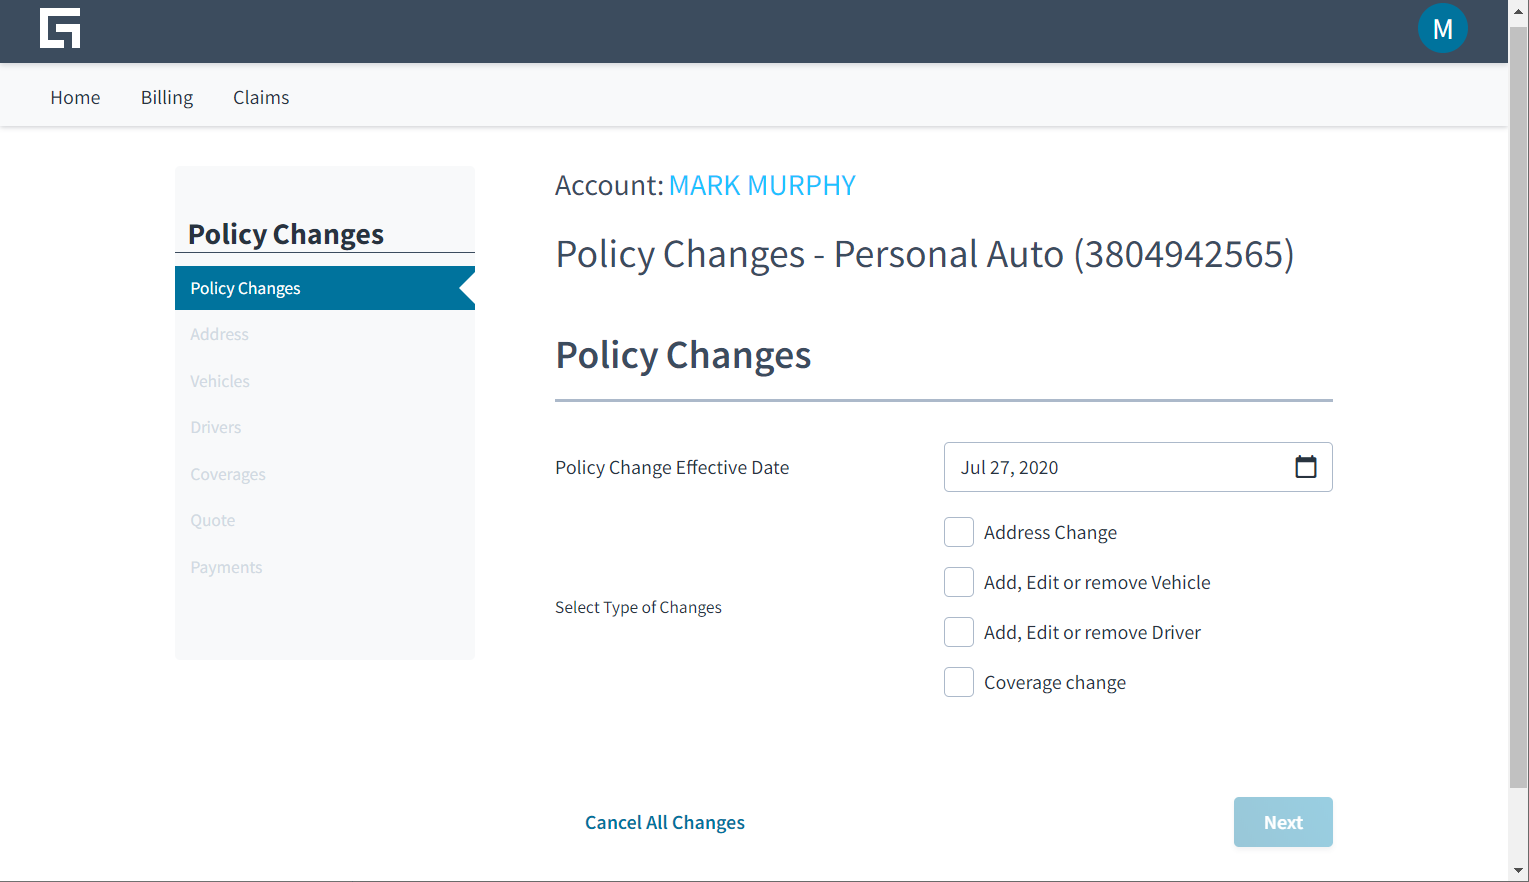 M
Home Billing Claims
Policy Changes
Policy Changes
Address
Vehicles
Drivers
Coverages
Quote
Payments
Account: MARK MURPHY
Policy Changes - Personal Auto (3804942565)
Policy Changes
Policy Change Effective Date
Jul 27, 2020
Select Type of Changes
Address Change
Add, Edit or remove Vehicle
Add, Edit or remove Driver
Coverage change
Cancel All Changes
Next